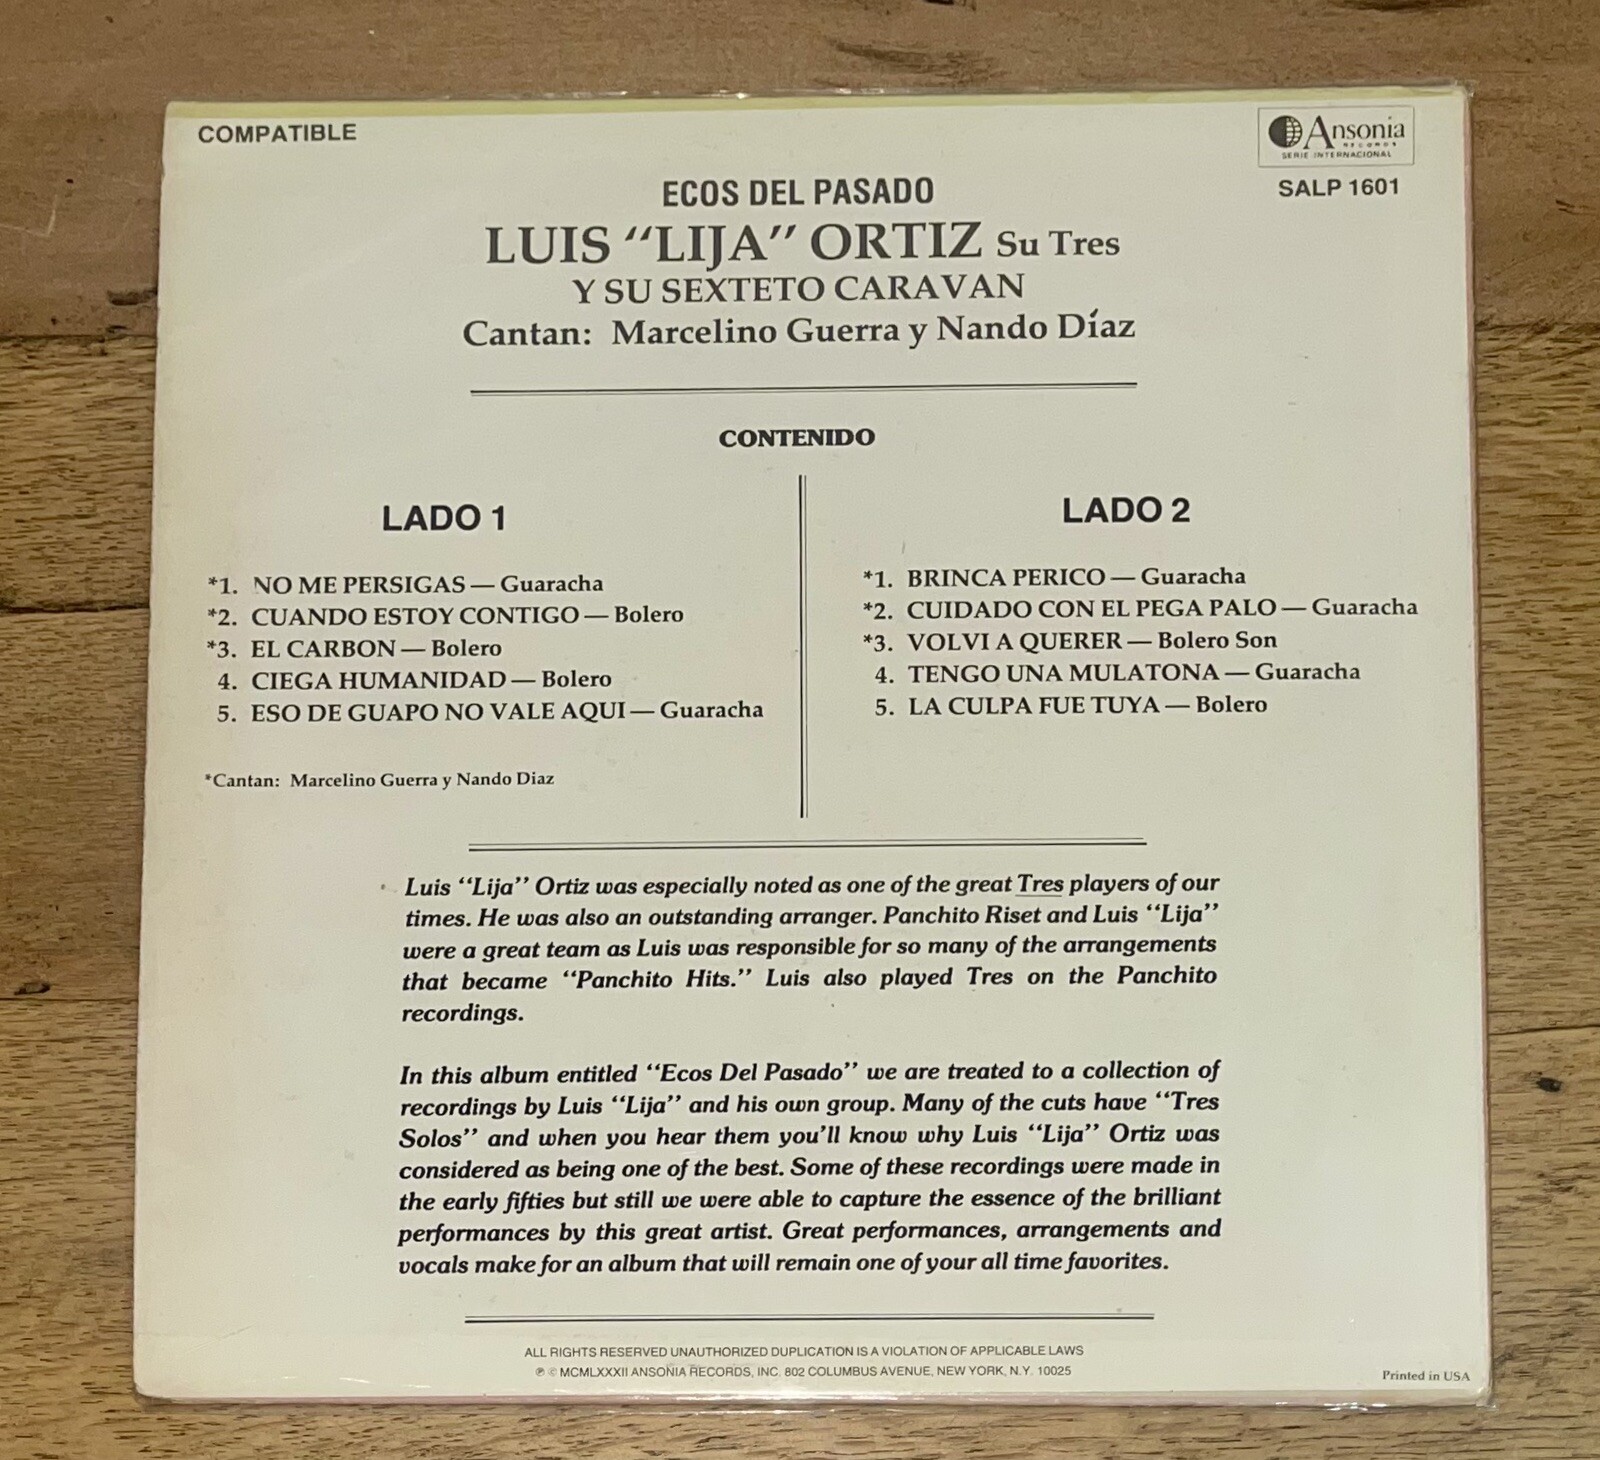 COMPATIBLE
Ansonia
RECORDS
SERIE INTERNACIONAL
SALP 1601
ECOS DEL PASADO
LUIS “LIJA” ORTIZ Su Tres
Y SU SEXTETO CARAVAN
Cantan: Marcelino Guerra y Nando Díaz
CONTENIDO
LADO 1
*1. NO ME PERSIGAS — Guaracha
*2. CUANDO ESTOY CONTIGO — Bolero
*3. EL CARBON — Bolero
4. CIEGA HUMANIDAD — Bolero
5. ESO DE GUAPO NO VALE AQUI — Guaracha
*Cantan: Marcelino Guerra y Nando Diaz
LADO 2
*1. BRINCA PERICO — Guaracha
*2. CUIDADO CON EL PEGA PALO — Guaracha
*3. VOLVI A QUERER — Bolero Son
4. TENGO UNA MULATONA — Guaracha
5. LA CULPA FUE TUYA — Bolero
Luis “Lija” Ortiz was especially noted as one of the great Tres players of our
times. He was also an outstanding arranger. Panchito Riset and Luis “Lija”
were a great team as Luis was responsible for so many of the arrangements
that became “Panchito Hits.” Luis also played Tres on the Panchito
recordings.
In this album entitled “Ecos Del Pasado” we are treated to a collection of
recordings by Luis “Lija” and his own group. Many of the cuts have “Tres
Solos” and when you hear them you’ll know why Luis “Lija” Ortiz was
considered as being one of the best. Some of these recordings were made in
the early fifties but still we were able to capture the essence of the brilliant
performances by this great artist. Great performances, arrangements and
vocals make for an album that will remain one of your all time favorites.
ALL RIGHTS RESERVED UNAUTHORIZED DUPLICATION IS A VIOLATION OF APPLICABLE LAWS
℗ © MCMLXXXII ANSONIA RECORDS, INC. 802 COLUMBUS AVENUE, NEW YORK, N.Y. 10025
Printed in USA